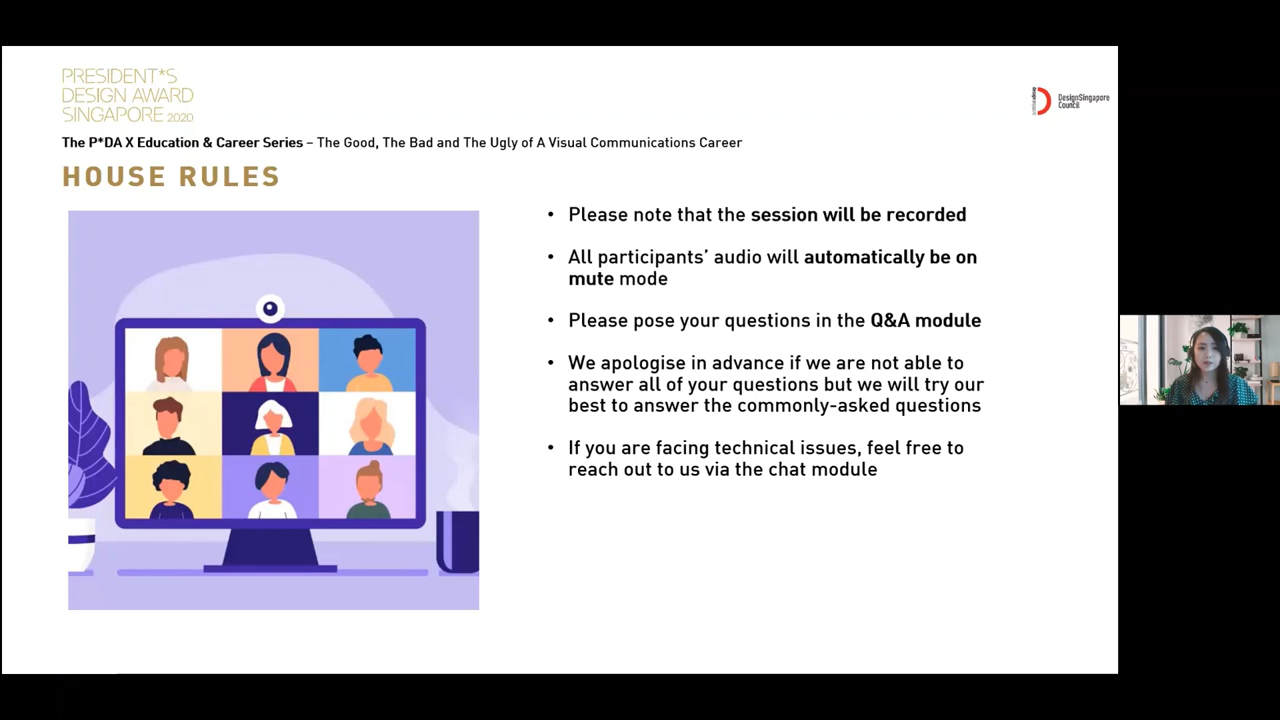 PRESIDENT*S
DESIGN AWARD
SINGAPORE 2020
DesignSingapore
Council
The P*DA X Education & Career Series – The Good, The Bad and The Ugly of A Visual Communications Career
HOUSE RULES
• Please note that the session will be recorded
• All participants’ audio will automatically be on
mute mode
• Please pose your questions in the Q&A module
• We apologise in advance if we are not able to
answer all of your questions but we will try our
best to answer the commonly-asked questions
• If you are facing technical issues, feel free to
reach out to us via the chat module